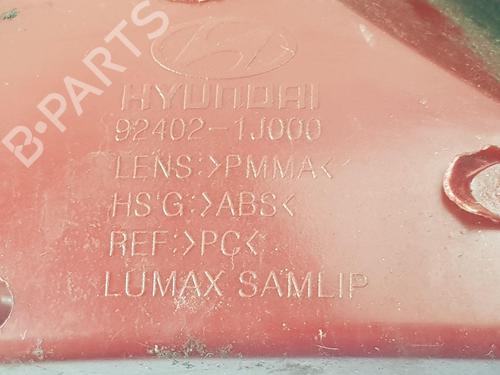 B-PARTS
HYUNDAI
92402-1J000
LENS:>PMMA<
HS'G:>ABS<
REF:>PC<
LUMAX SAMLIP